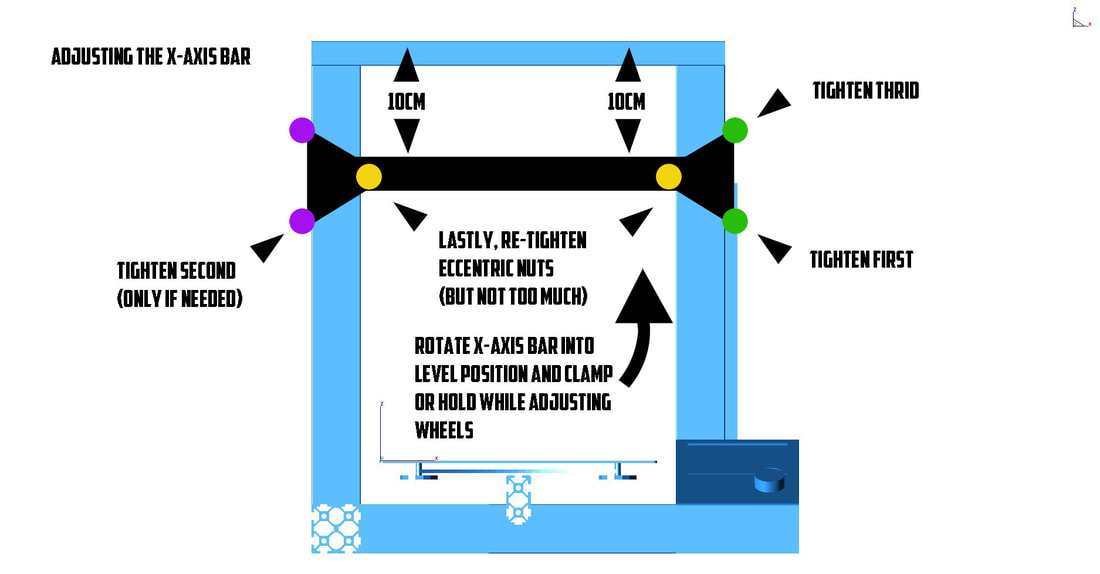 ADJUSTING THE X-AXIS BAR
10CM
10CM
TIGHTEN THRID
TIGHTEN SECOND
(ONLY IF NEEDED)
LASTLY, RE-TIGHTEN
ECCENTRIC NUTS
(BUT NOT TOO MUCH)
TIGHTEN FIRST
ROTATE X-AXIS BAR INTO
LEVEL POSITION AND CLAMP
OR HOLD WHILE ADJUSTING
WHEELS
z
x
z
x